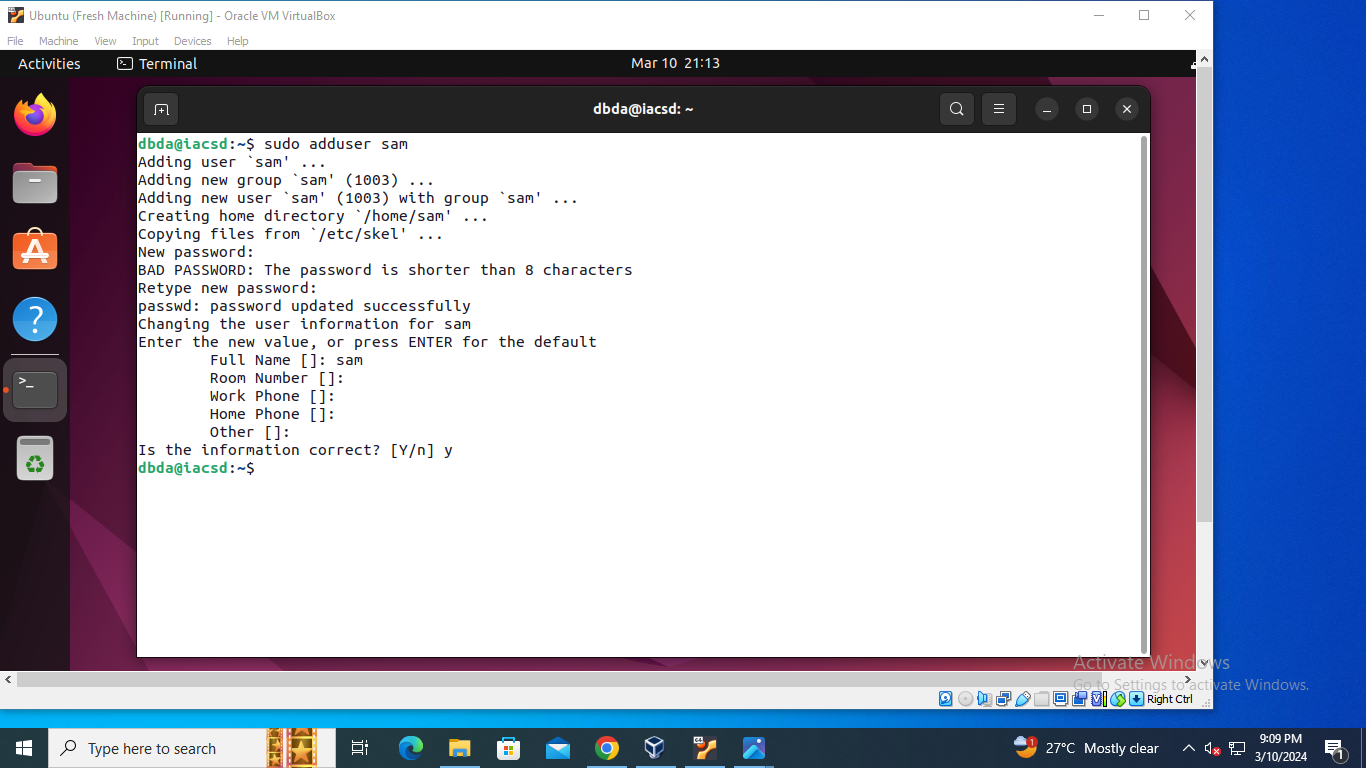 Ubuntu (Fresh Machine) [Running] - Oracle VM VirtualBox
File Machine View Input Devices Help
Activities Terminal Mar 10 21:13
dbda@iacsd: ~
dbda@iacsd:~$ sudo adduser sam
Adding user `sam' ...
Adding new group `sam' (1003) ...
Adding new user `sam' (1003) with group `sam' ...
Creating home directory `/home/sam' ...
Copying files from `/etc/skel' ...
New password:
BAD PASSWORD: The password is shorter than 8 characters
Retype new password:
passwd: password updated successfully
Changing the user information for sam
Enter the new value, or press ENTER for the default
Full Name []: sam
Room Number []:
Work Phone []:
Home Phone []:
Other []:
Is the information correct? [Y/n] y
dbda@iacsd:~$
Activate Windows
Go to Settings to activate Windows.
Right Ctrl
Type here to search
27°C Mostly clear
9:09 PM
3/10/2024